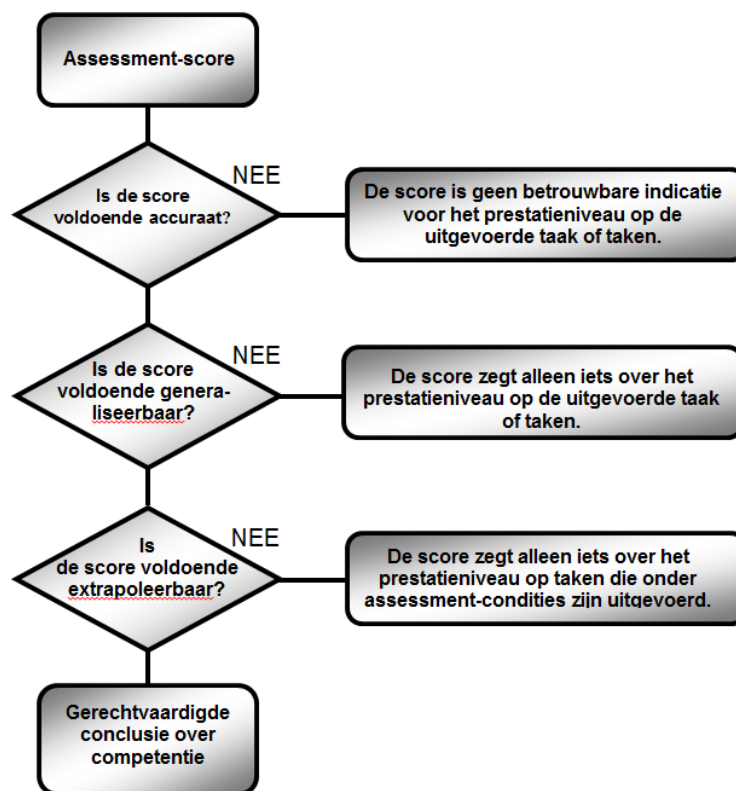 Assessment-score
NEE
Is de score
voldoende accuraat?
De score is geen betrouwbare indicatie
voor het prestatieniveau op de
uitgevoerde taak of taken.
NEE
Is de score
voldoende genera-
liseerbaar?
De score zegt alleen iets over het
prestatieniveau op de uitgevoerde taak
of taken.
NEE
Is
de score voldoende
extrapoleerbaar?
De score zegt alleen iets over het
prestatieniveau op taken die onder
assessment-condities zijn uitgevoerd.
Gerechtvaardigde
conclusie over
competentie